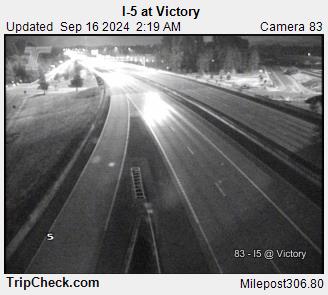 I-5 at Victory
Updated Sep 16 2024 2:19 AM Camera 83
S
83 - I5 @ Victory
TripCheck.com Milepost306.80